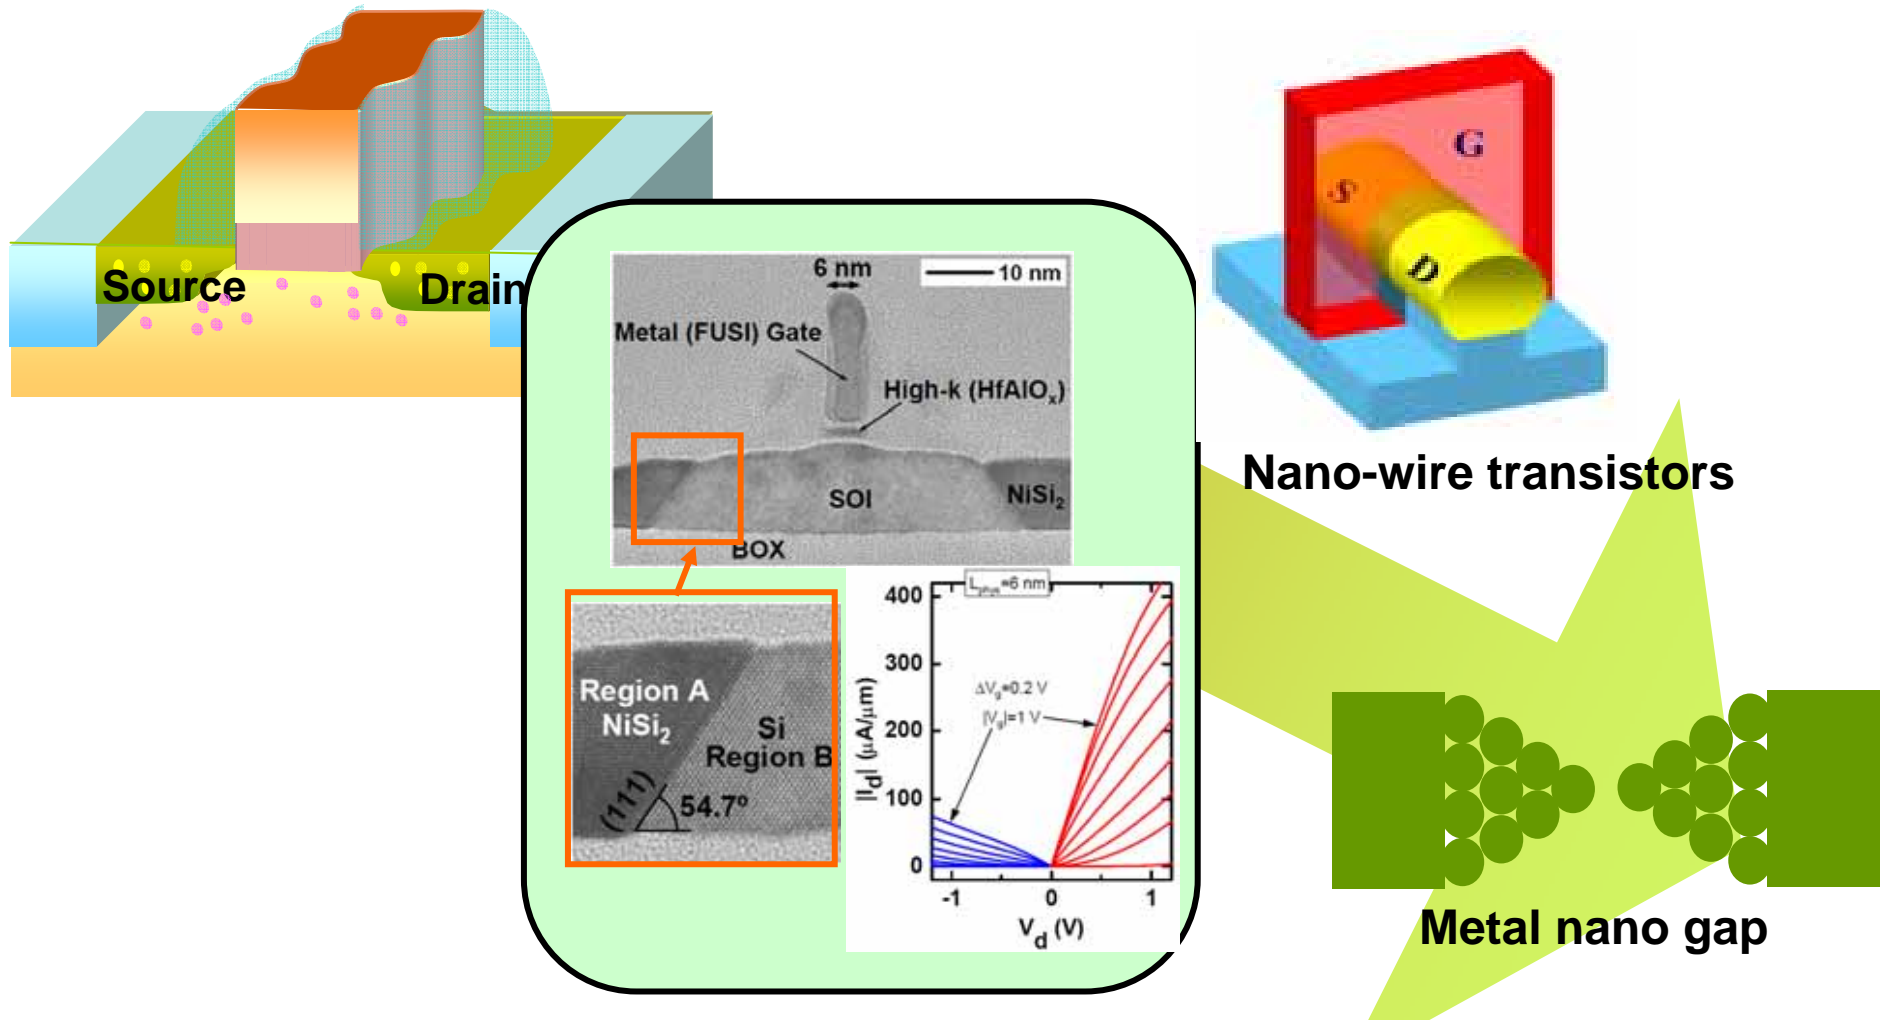 Source
Drain
6 nm
10 nm
Metal (FUSI) Gate
High-k (HfAlOₓ)
SOI
NiSi₂
BOX
Region A
NiSi₂
Si
Region B
(111)
54.7º
Lphys=6 nm
ΔVg=0.2 V
|Vg|=1 V
400
300
200
100
0
-1
0
1
|Id| (μA/μm)
Vd (V)
G
S
D
Nano-wire transistors
Metal nano gap